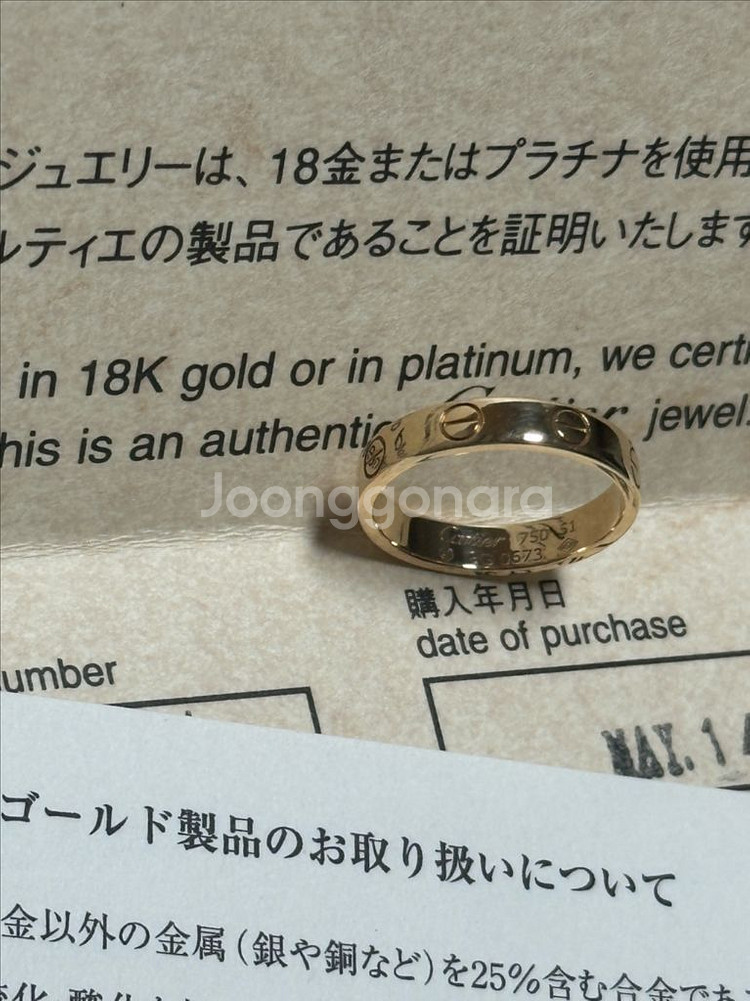 ジュエリーは、18金またはプラチナを使用
ルティエの製品であることを証明いたします
in 18K gold or in platinum, we certi
this is an authentic Cartier jewel.
Joonggonara
Cartier 750 51
673
購入年月日
date of purchase
umber
MAY. 1
ゴールド製品のお取り扱いについて
金以外の金属(銀や銅など)を25%含む合金であ